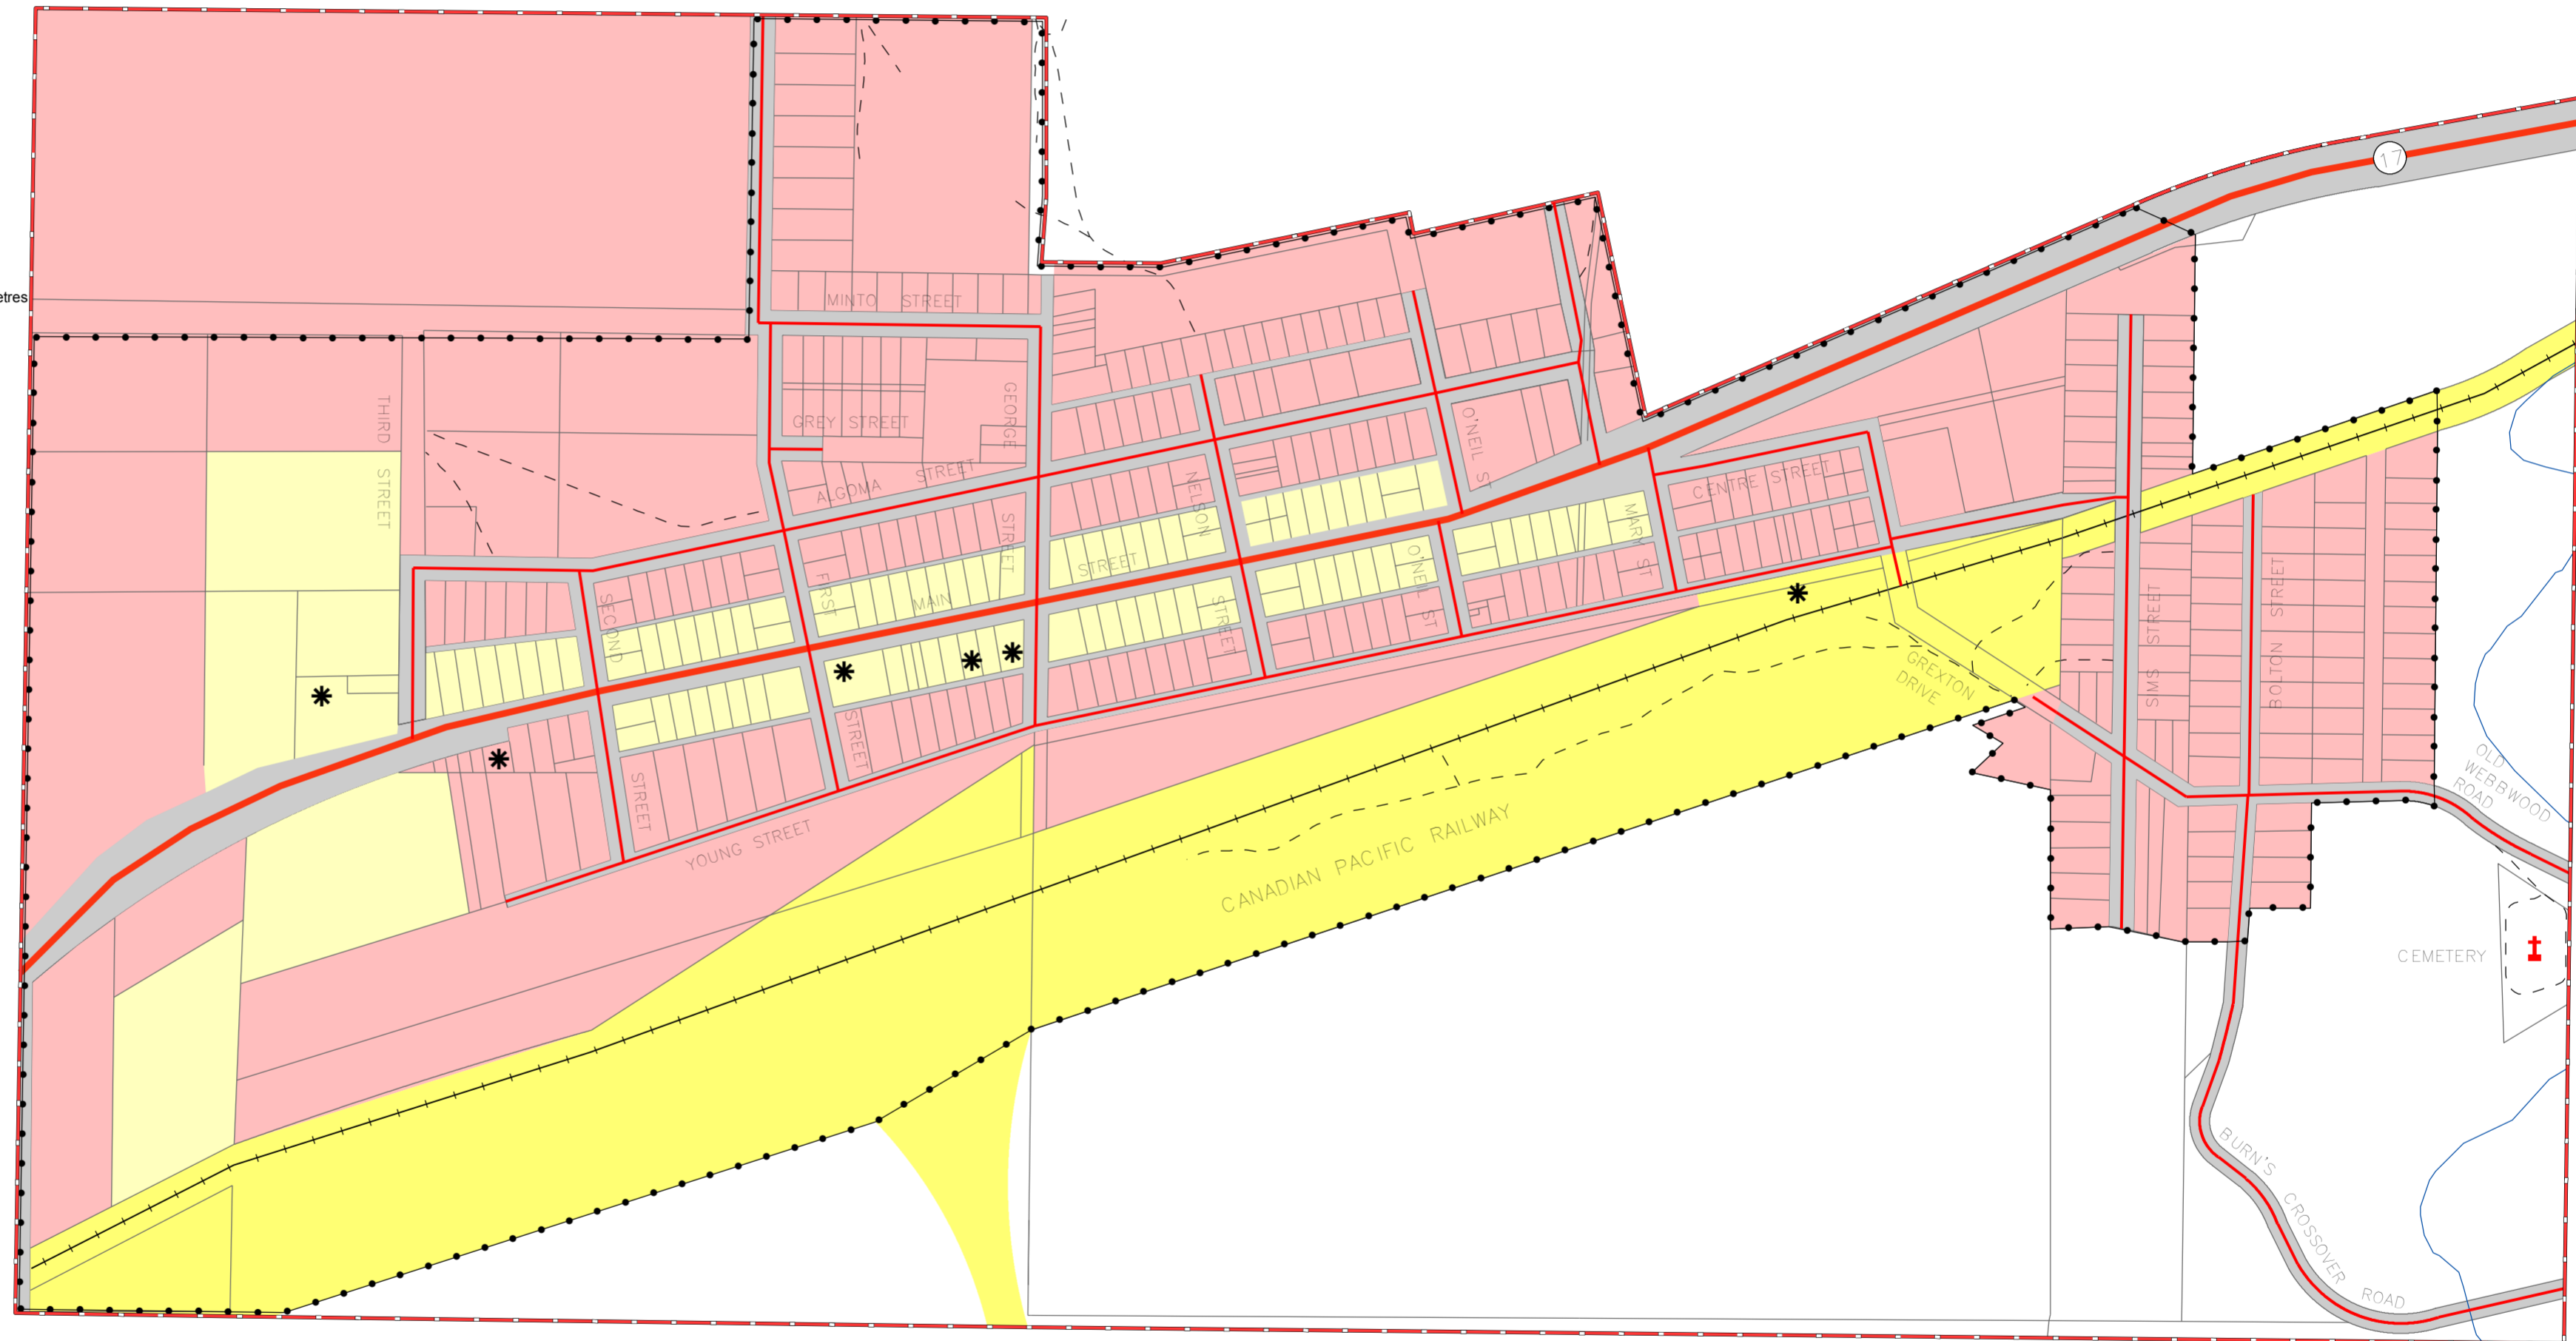 17
etres
MINTO STREET
THIRD STREET
GEORGE STREET
GREY STREET
O'NEIL ST
ALGOMA STREET
NELSON STREET
CENTRE STREET
MARY ST
STREET
MAIN
FIRST STREET
SECOND STREET
O'NEIL ST
SIMS STREET
BOLTON STREET
GREXTON
DRIVE
OLD
WEBBWOOD
ROAD
YOUNG STREET
CANADIAN PACIFIC RAILWAY
CEMETERY
BURN'S CROSSOVER ROAD